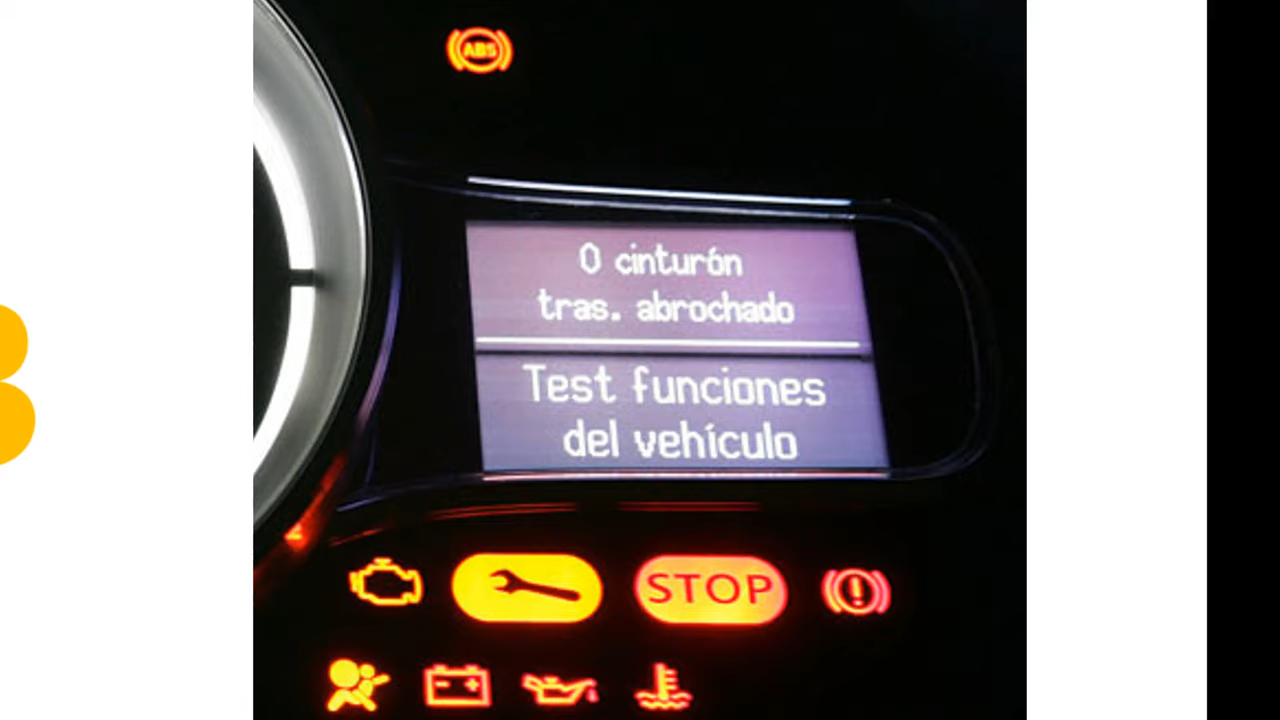 ABS
0 cinturón
tras. abrochado
Test funciones
del vehículo
STOP